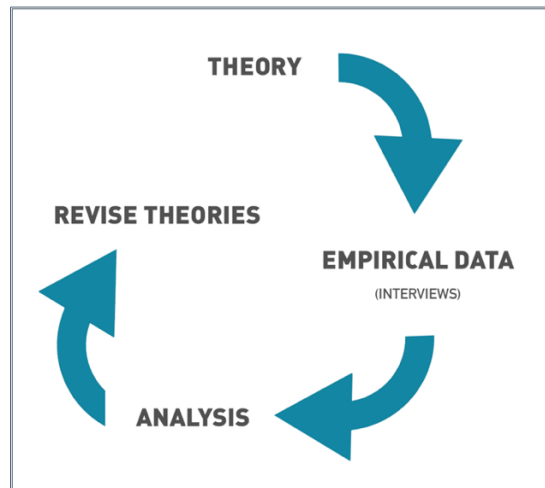 THEORY
EMPIRICAL DATA
(INTERVIEWS)
ANALYSIS
REVISE THEORIES